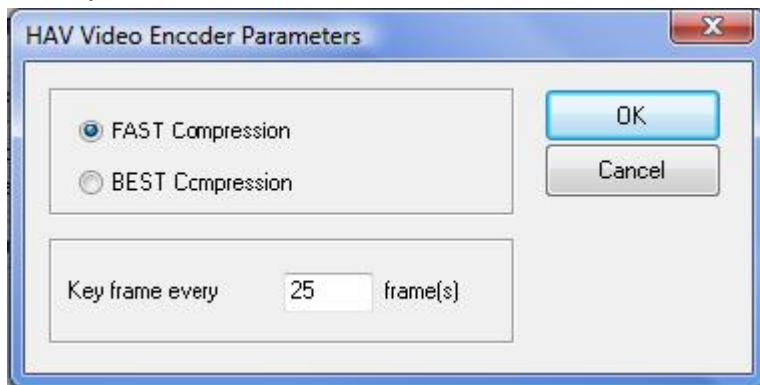 HAV Video Enccder Parameters
FAST Compression
BEST Ccmpression
OK
Cancel
Key frame every 25 frame(s)